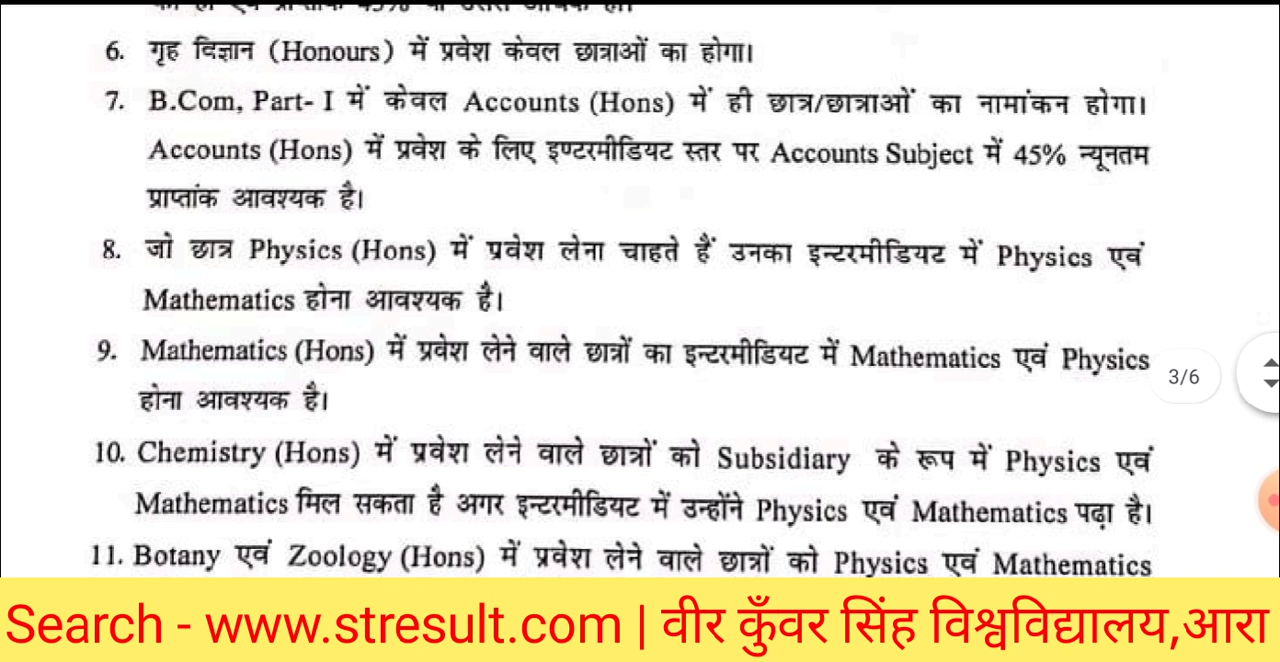 6. गृह विज्ञान (Honours) में प्रवेश केवल छात्राओं का होगा।
7. B.Com, Part- I में केवल Accounts (Hons) में ही छात्र/छात्राओं का नामांकन होगा।
Accounts (Hons) में प्रवेश के लिए इण्टरमीडियट स्तर पर Accounts Subject में 45% न्यूनतम
प्राप्तांक आवश्यक है।
8. जो छात्र Physics (Hons) में प्रवेश लेना चाहते हैं उनका इन्टरमीडियट में Physics एवं
Mathematics होना आवश्यक है।
9. Mathematics (Hons) में प्रवेश लेने वाले छात्रों का इन्टरमीडियट में Mathematics एवं Physics
होना आवश्यक है।
3/6
10. Chemistry (Hons) में प्रवेश लेने वाले छात्रों को Subsidiary के रूप में Physics एवं
Mathematics मिल सकता है अगर इन्टरमीडियट में उन्होंने Physics एवं Mathematics पढ़ा है।
11. Botany एवं Zoology (Hons) में प्रवेश लेने वाले छात्रों को Physics एवं Mathematics
Search - www.stresult.com | वीर कुँवर सिंह विश्वविद्यालय,आरा